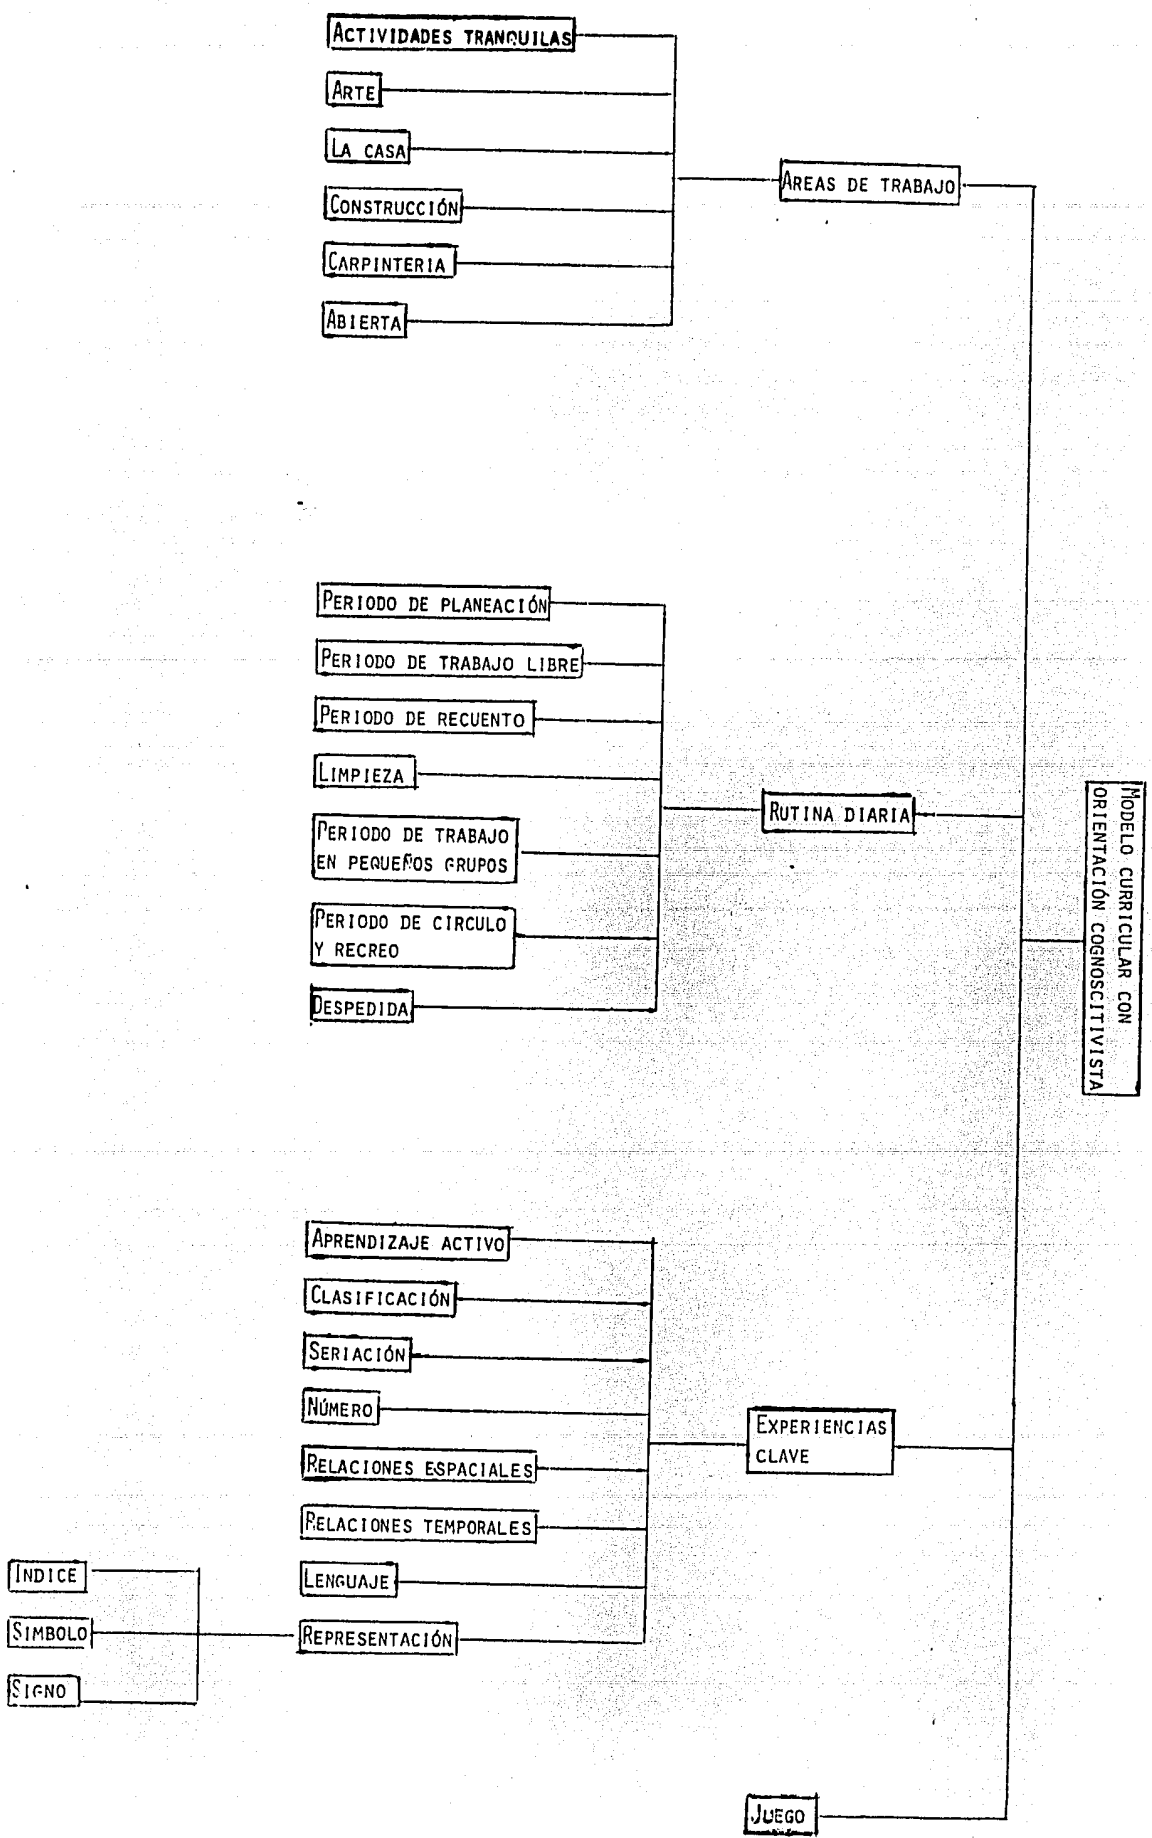 MODELO CURRICULAR CON
ORIENTACIÓN COGNOSCITIVISTA
AREAS DE TRABAJO
ACTIVIDADES TRANQUILAS
ARTE
LA CASA
CONSTRUCCIÓN
CARPINTERIA
ABIERTA
RUTINA DIARIA
PERIODO DE PLANEACIÓN
PERIODO DE TRABAJO LIBRE
PERIODO DE RECUENTO
LIMPIEZA
PERIODO DE TRABAJO
EN PEQUEÑOS GRUPOS
PERIODO DE CIRCULO
Y RECREO
DESPEDIDA
EXPERIENCIAS
CLAVE
APRENDIZAJE ACTIVO
CLASIFICACIÓN
SERIACIÓN
NÚMERO
RELACIONES ESPACIALES
RELACIONES TEMPORALES
LENGUAJE
REPRESENTACIÓN
INDICE
SIMBOLO
SIGNO
JUEGO